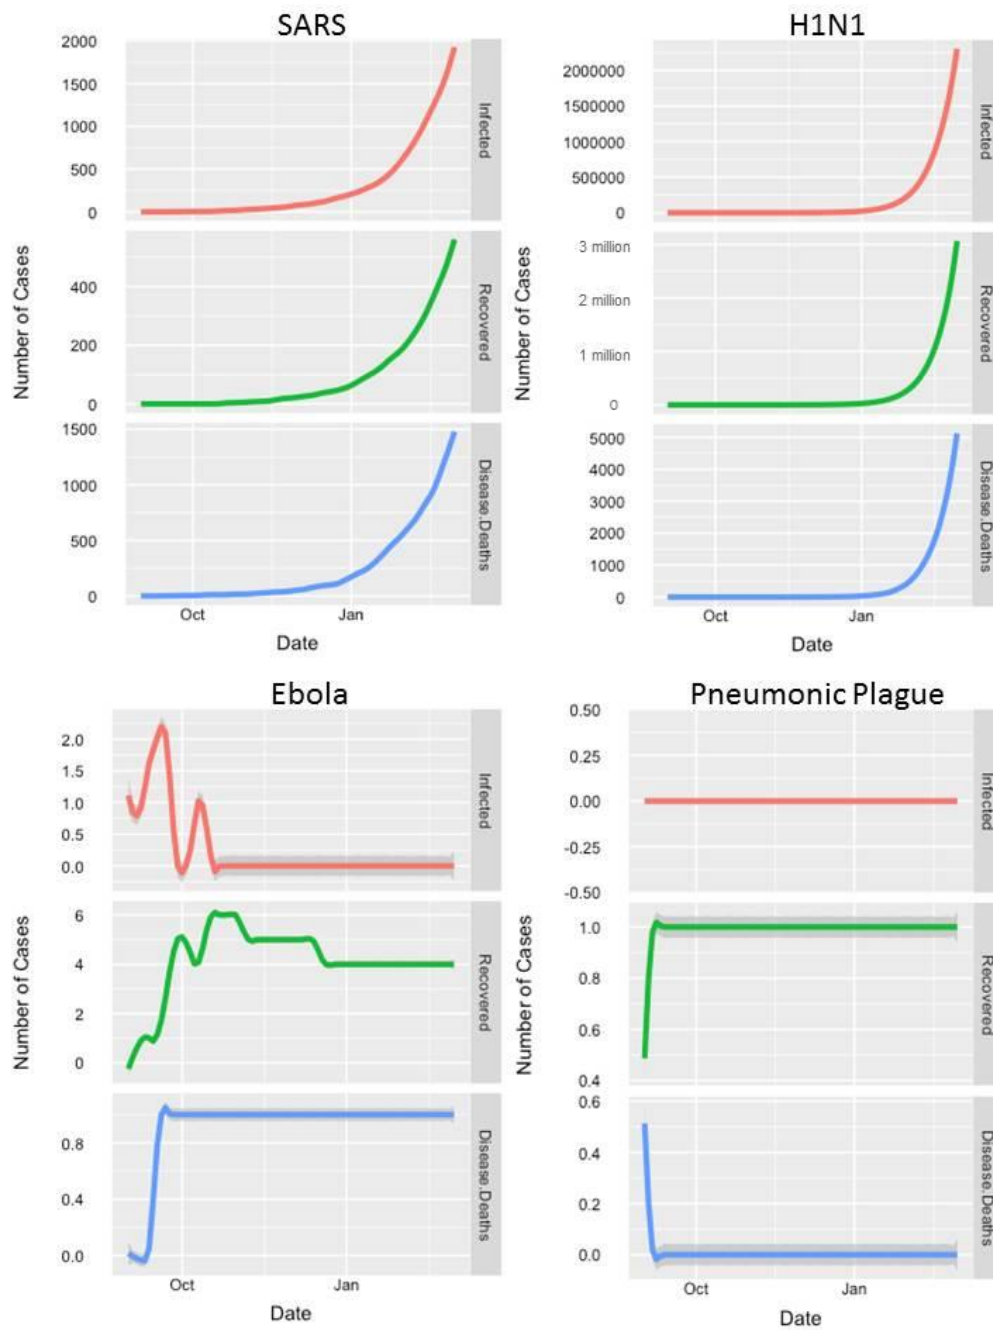 SARS
2000
1500
1000
500
0
Infected
400
200
0
Recovered
1500
1000
500
0
Disease.Deaths
Number of Cases
Oct
Jan
Date
H1N1
2000000
1500000
1000000
500000
0
Infected
3 million
2 million
1 million
0
Recovered
5000
4000
3000
2000
1000
0
Disease.Deaths
Number of Cases
Oct
Jan
Date
Ebola
2.0
1.5
1.0
0.5
0.0
Infected
6
4
2
0
Recovered
0.8
0.4
0.0
Disease.Deaths
Number of Cases
Oct
Jan
Date
Pneumonic Plague
0.50
0.25
0.00
-0.25
-0.50
Infected
1.0
0.8
0.6
0.4
Recovered
0.6
0.4
0.2
0.0
Disease.Deaths
Number of Cases
Oct
Jan
Date